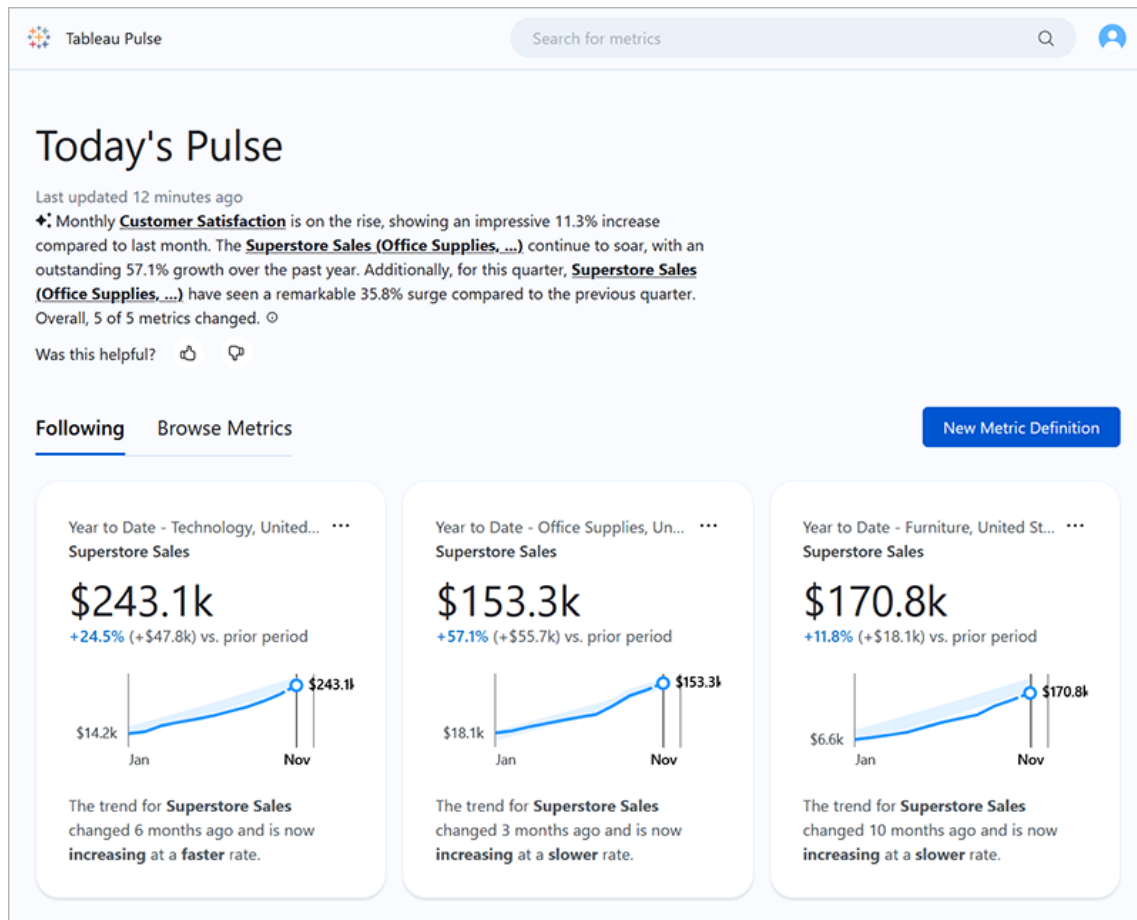 Tableau Pulse
Search for metrics
Today's Pulse
Last updated 12 minutes ago
Monthly Customer Satisfaction is on the rise, showing an impressive 11.3% increase
compared to last month. The Superstore Sales (Office Supplies, ...) continue to soar, with an
outstanding 57.1% growth over the past year. Additionally, for this quarter, Superstore Sales
(Office Supplies, ...) have seen a remarkable 35.8% surge compared to the previous quarter.
Overall, 5 of 5 metrics changed.
Was this helpful?
Following Browse Metrics
New Metric Definition
Year to Date - Technology, United...
Superstore Sales
$243.1k
+24.5% (+$47.8k) vs. prior period
$243.1k
$14.2k
Jan Nov
The trend for Superstore Sales
changed 6 months ago and is now
increasing at a faster rate.
Year to Date - Office Supplies, Un...
Superstore Sales
$153.3k
+57.1% (+$55.7k) vs. prior period
$153.3k
$18.1k
Jan Nov
The trend for Superstore Sales
changed 3 months ago and is now
increasing at a slower rate.
Year to Date - Furniture, United St...
Superstore Sales
$170.8k
+11.8% (+$18.1k) vs. prior period
$170.8k
$6.6k
Jan Nov
The trend for Superstore Sales
changed 10 months ago and is now
increasing at a slower rate.